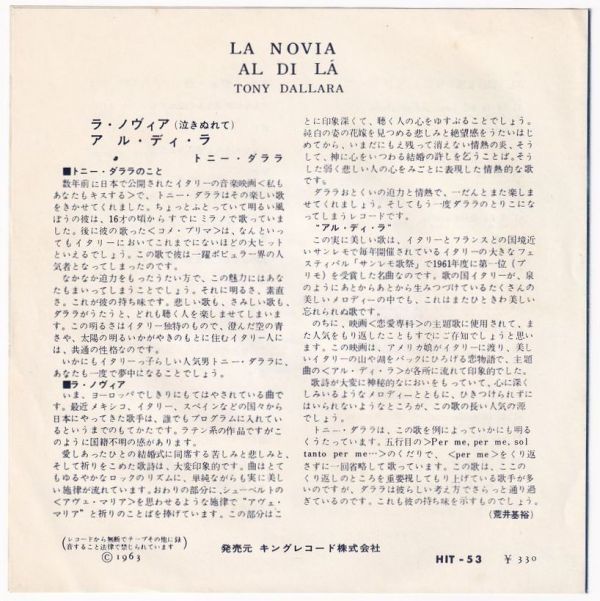 LA NOVIA
AL DI LÁ
TONY DALLARA
ラ・ノヴィア(泣きぬれて)
アル・ディ・ラ
トニー・ダララ
■トニー・ダララのこと
数年前に日本で公開されたイタリーの音楽映画<私も
あなたもキスする>で、トニー・ダララはその楽しい歌
をきかせてくれました。ちょっとふとっていて明るい風
ぼうの彼は、16才の頃からすでにミラノで歌っていま
した。後に彼の歌った<コメ・プリマ>は、なんといっ
てもイタリーにおいてこれまでにないほどの大ヒット
といえるでしょう。この歌で彼は一躍ポピュラー界の人
気者となってしまったのです。
なかなか迫力をもったうたい方で、この魅力にはあな
たもまいってしまうことでしょう。それに明るさ、素直
さ。これが彼の持ち味です。悲しい歌も、さみしい歌も、
ダララがうたうと、どれも聴く人を楽しませてしまいま
す。この明るさはイタリー独特のもので、澄んだ空の青
さや、太陽の明るいかがやきのもとに住むイタリー人に
は、共通の性格なのです。
いかにもイタリーっ子らしい人気男トニー・ダララに、
あなたも一度で夢中になることでしょう。
■ラ・ノヴィア
いま、ヨーロッパでしきりにもてはやされている曲で
す。最近メキシコ、イタリー、スペインなどの国々から
日本にやってきた歌手は、誰でもプログラムに入れて
いるというまでのもてかたです。ラテン系の作品ですがこ
のように国籍不明の感があります。
愛しあったひとの結婚式に同席する苦しみと悲しみと、
そして祈りをこめた歌詩は、大変印象的です。曲はとて
もゆるやかなロックのリズムに、単純ながらも実に美し
い旋律が流れています。おわりの部分に、シューベルトの
<アヴェ・マリア>を思わせるような旋律で“アヴェ・
マリア”と祈りのことばを捧げています。この部分はこ
とに印象深くて、聴く人の心をゆすぶることでしょう。
純白の姿の花嫁を見つめる悲しみと絶望感をうたいはじ
めてから、いまだにもえ残って消えない情熱の炎、そう
して、神に心をいつわる結婚の許しを乞うことば。そう
した弱く悲しい人の心をみごとに表現した情熱的な歌で
す。
ダララおとくいの迫力と情熱で、一だんとまた楽しま
せてくれましょう。そしてもう一度ダララのとりこになっ
てしまうレコードです。
“アル・ディ・ラ”
この実に美しい歌は、イタリーとフランスとの国境近
いサンレモで毎年開催されているイタリーの大きなフェ
スティバル「サンレモ歌祭」で1961年度に第一位(プ
リモ)を受賞した名曲なのです。歌の国イタリーが、泉
のようにあとからあとから生みつづけているたくさんの
美しいメロディーの中でも、これはまたひときわ美しい
忘れられぬ歌です。
のちに、映画<恋愛専科>の主題歌に使用されて、ま
た人気をもり返したこともすでにご存知でしょうと思い
ます。この映画は、アメリカ娘がイタリーに渡り、美し
いイタリーの山や湖をバックにひろげる恋物語で、主題
曲の<アル・ディ・ラ>が各所に流れて印象的でした。
歌詩が大変に神秘的なにおいをもっていて、心に深く
しみいるようなメロディーとともに、ひきつけられずに
はいられないようなところが、この歌の長い人気の源で
しょう。
トニー・ダララは、この歌を例によっていかにも明る
くうたっています。五行目の>Per me, per me, sol
tanto per me…>のくだりで、<per me>をくり返
さずに一回省略して歌っています。この歌は、ここの
くり返しのところを重要視してもり上げている歌手が多
いのですが、ダララは彼らしい考え方でさらっと通り過
ぎているのです。これも彼の持ち味を示すものでしょう。
(荒井基裕)
(レコードから無断でテープその他に録
音することは法律で禁じられています)
©1963
発売元 キングレコード株式会社
HIT-53 ¥330